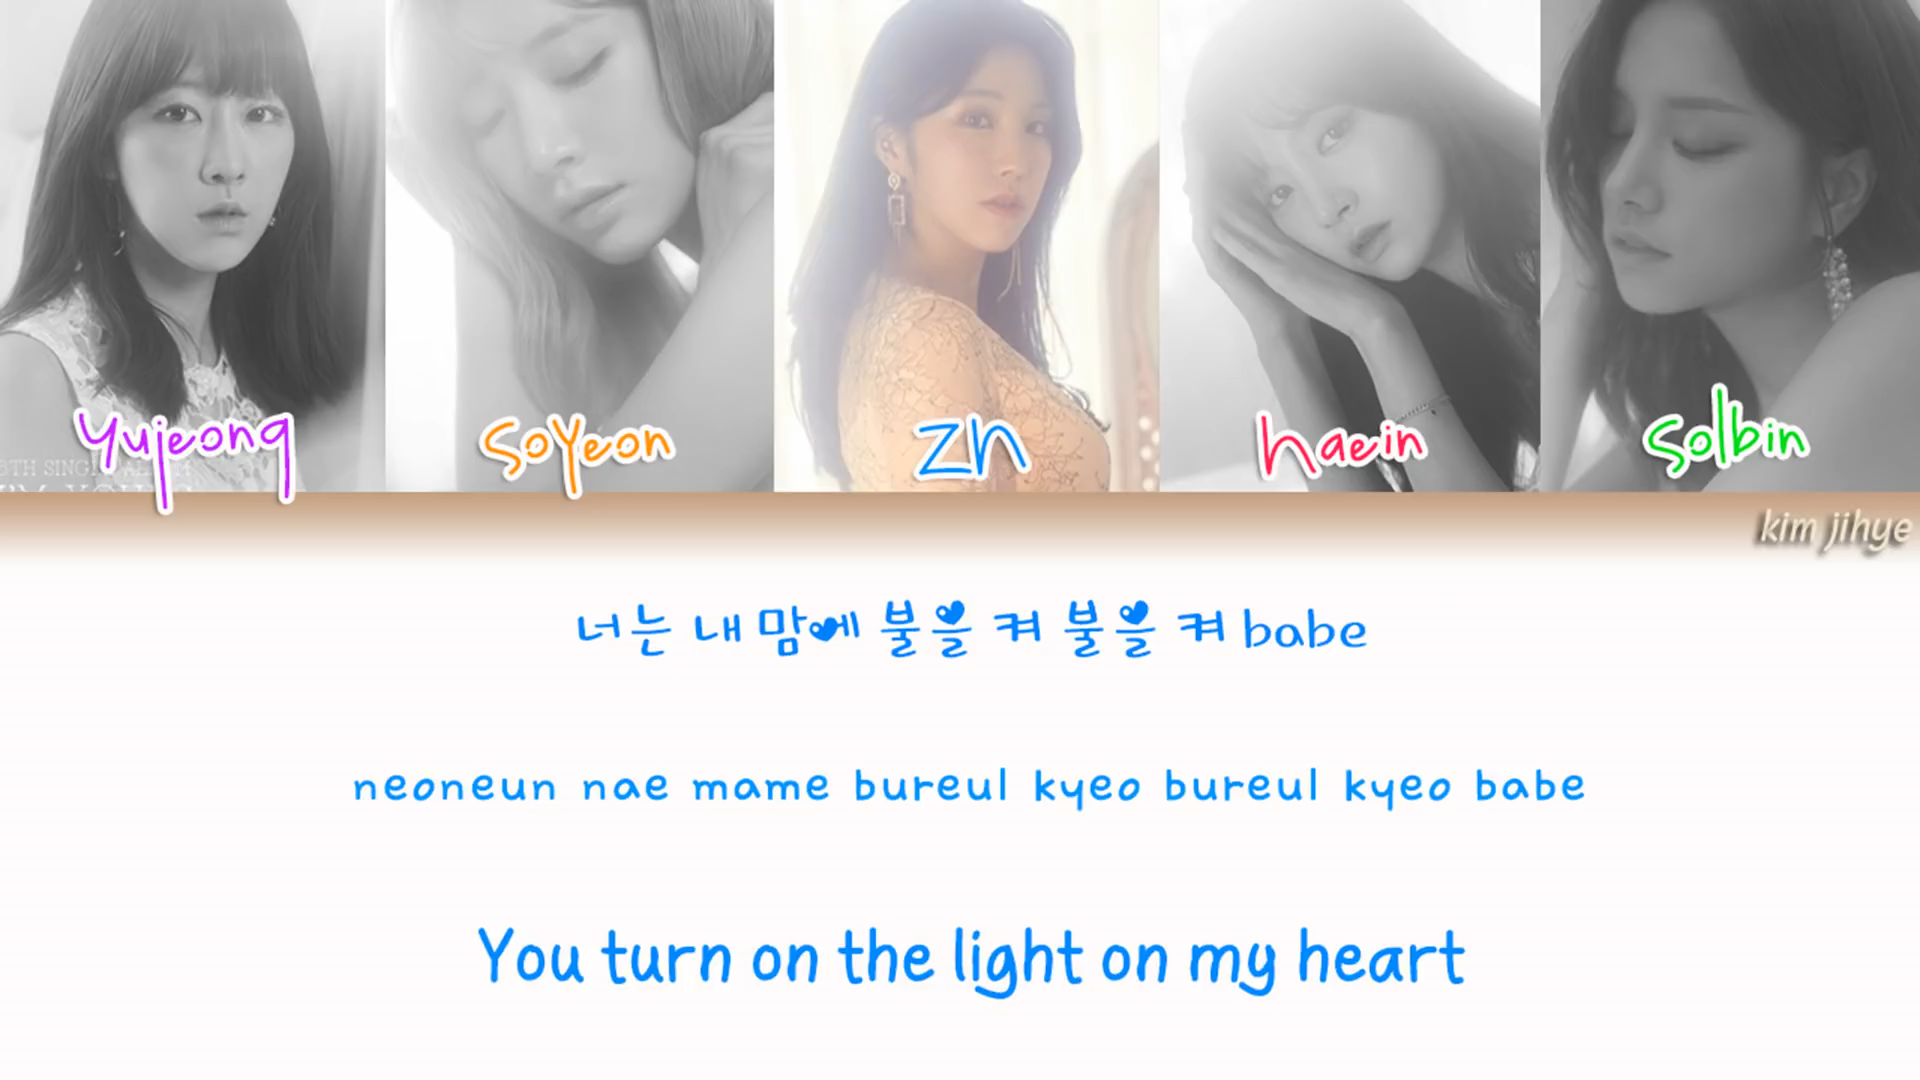 Yujeong
SoYeon
ZN
haein
Solbin
kim jihye
너는 내 맘에 불을 켜 불을 켜 babe
neoneun nae mame bureul kyeo bureul kyeo babe
You turn on the light on my heart